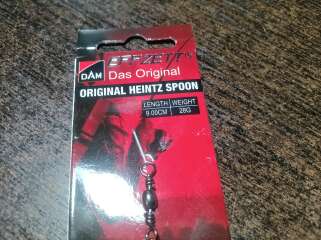 EFFZETT
DAM
Das Original
ORIGINAL HEINTZ SPOON
LENGTH WEIGHT
9.00CM 28G